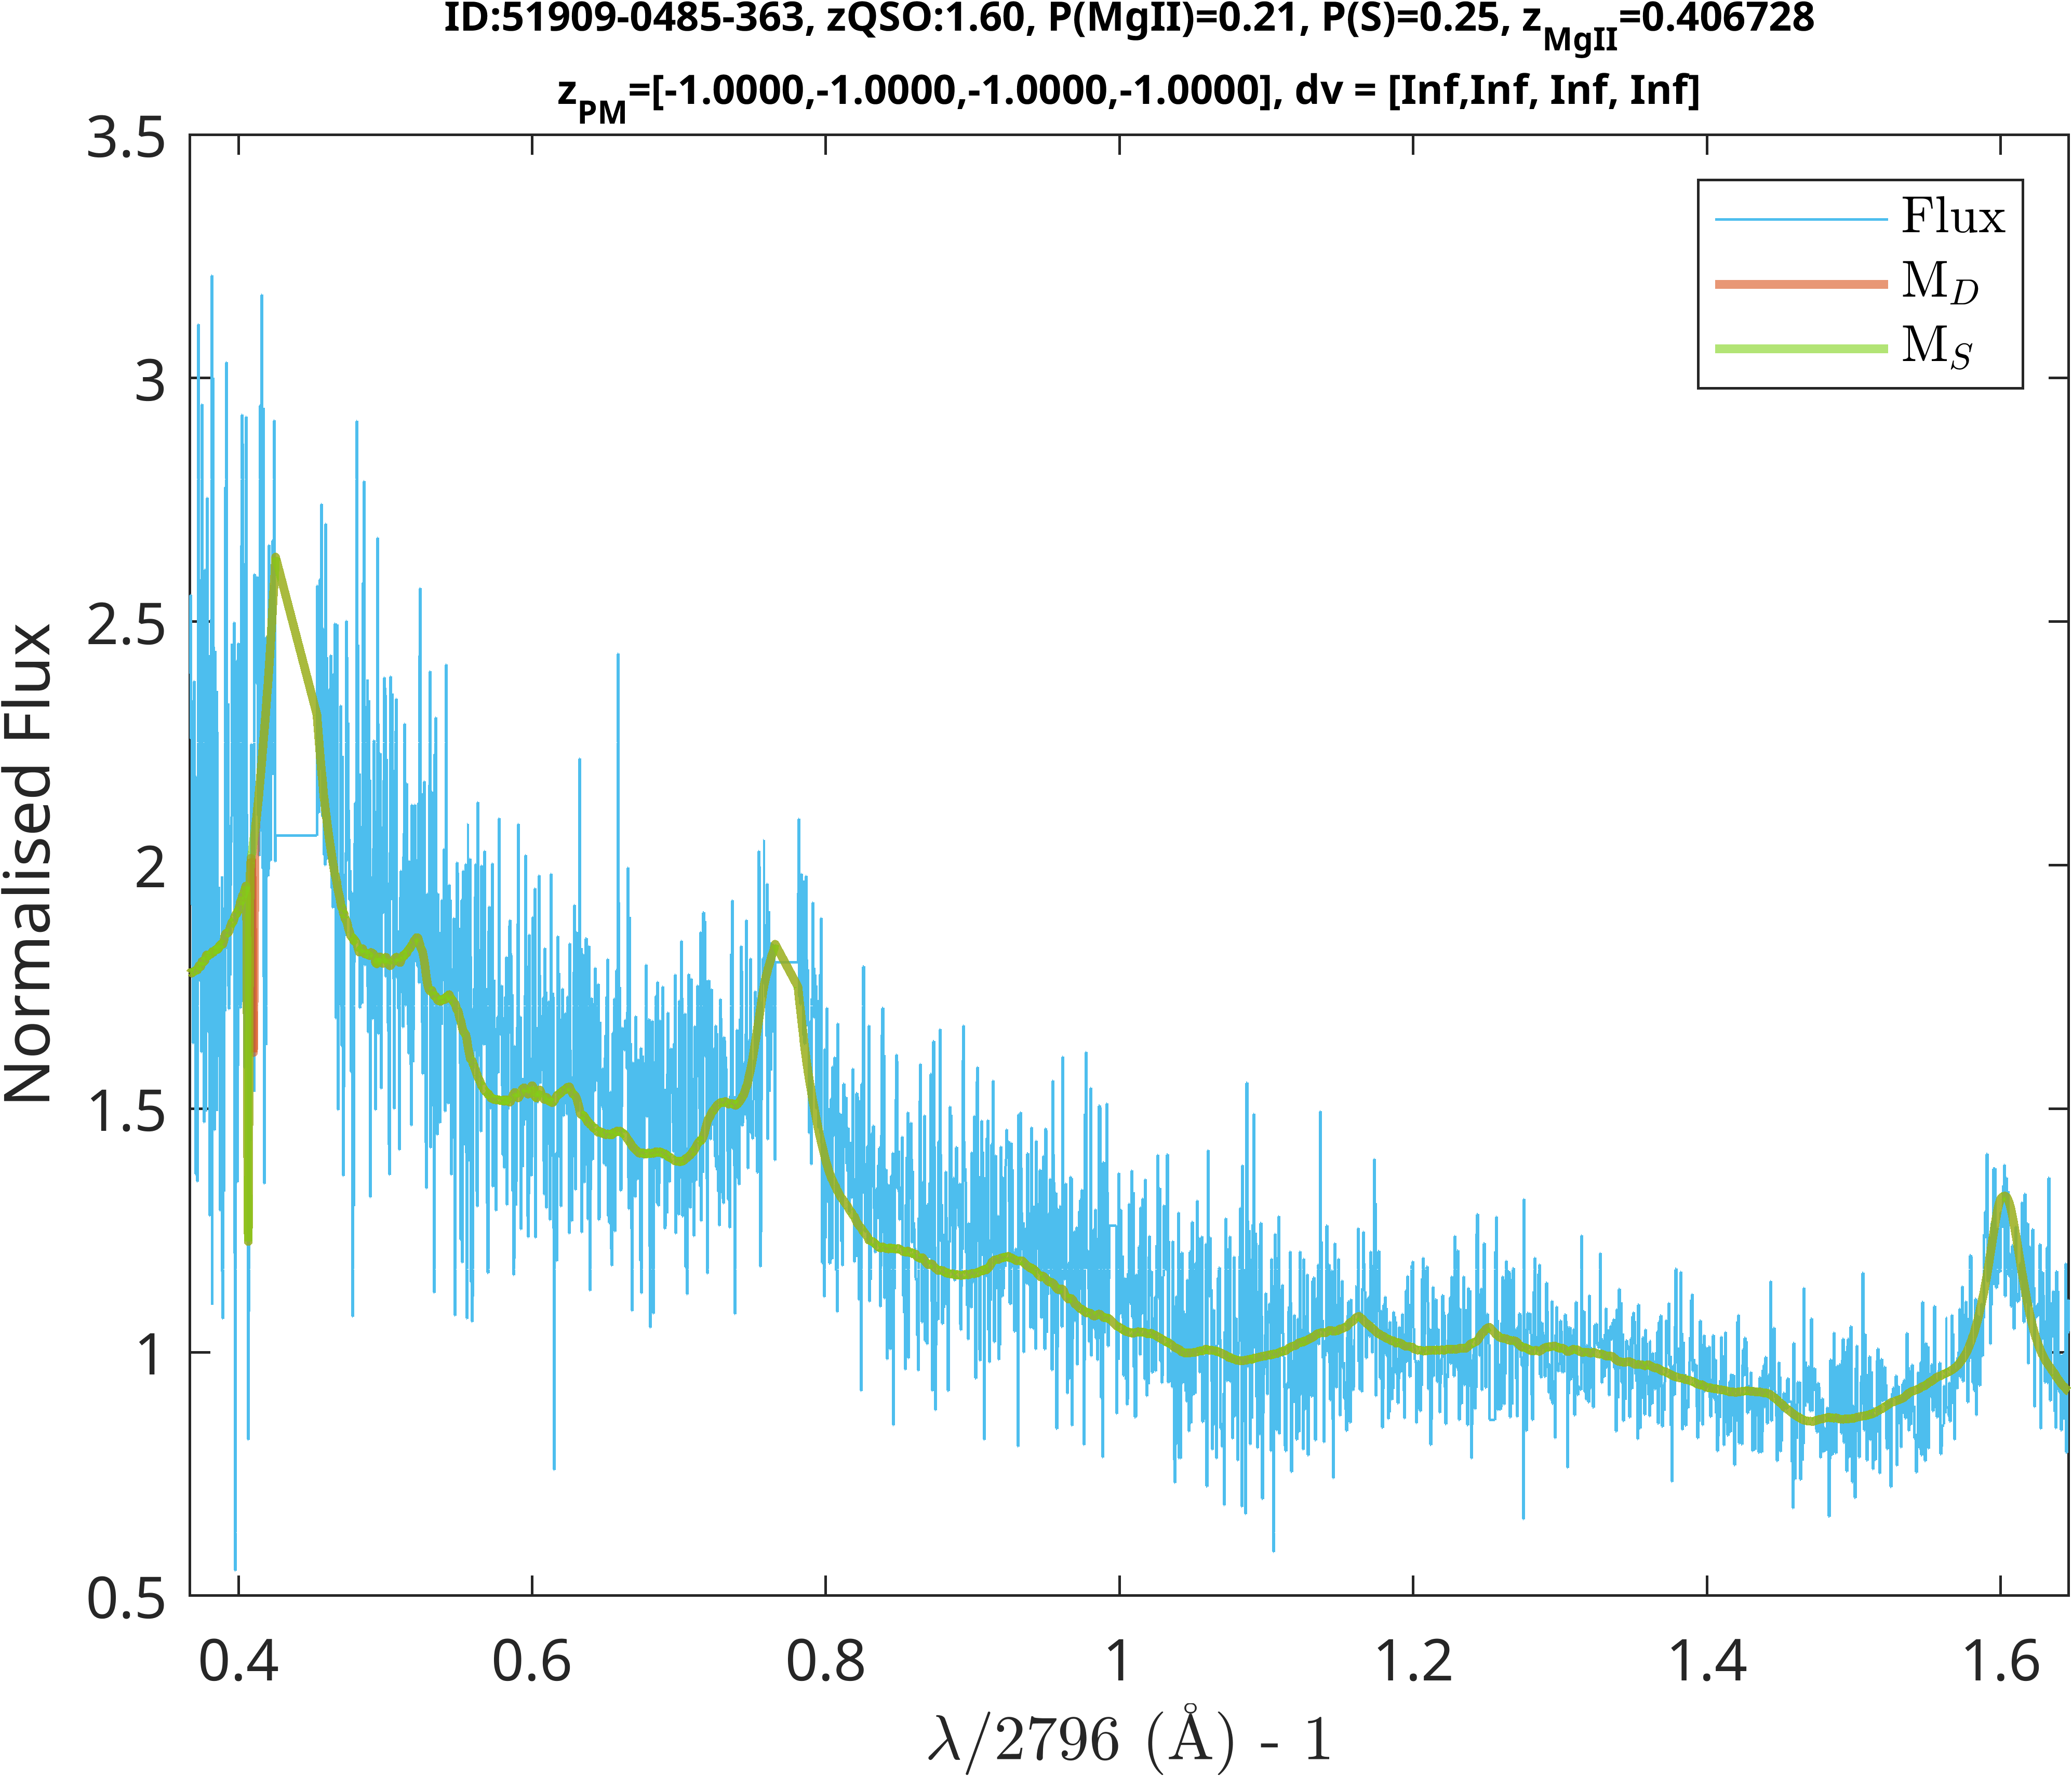 ID:51909-0485-363, zQSO:1.60, P(MgII)=0.21, P(S)=0.25, zMgII=0.406728
zPM=[-1.0000,-1.0000,-1.0000,-1.0000], dv = [Inf,Inf, Inf, Inf]
3.5
3
2.5
2
1.5
1
0.5
Normalised Flux
Flux
MD
MS
0.4 0.6 0.8 1 1.2 1.4 1.6
λ/2796 (Å) - 1